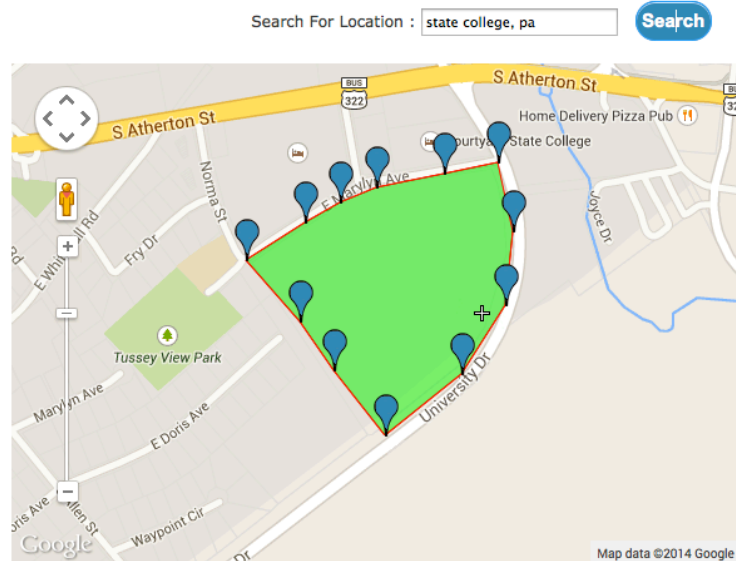 Search For Location : state college, pa Search
BUS
322
S Atherton St
S Atherton St
Home Delivery Pizza Pub
State College
E Marylyn Ave
Norma St
Fry Dr
Joyce Dr
Tussey View Park
Marylyn Ave
E Doris Ave
University Dr
Waypoint Cir
Dr
Google
Map data ©2014 Google